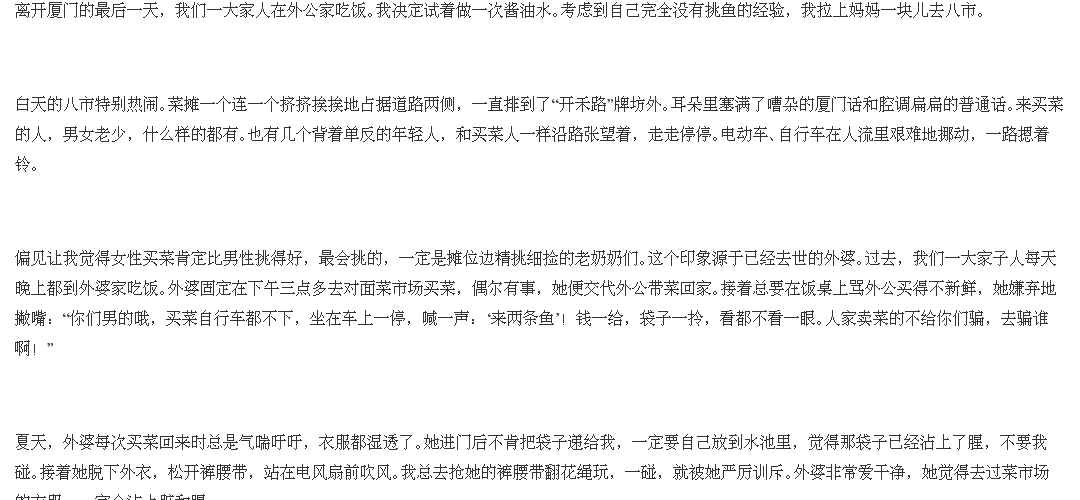 离开厦门的最后一天，我们一大家人在外公家吃饭。我决定试着做一次酱油水。考虑到自己完全没有挑鱼的经验，我拉上妈妈一块儿去八市。
白天的八市特别热闹。菜摊一个连一个挤挤挨挨地占据道路两侧，一直排到了“开禾路”牌坊外。耳朵里塞满了嘈杂的厦门话和腔调扁扁的普通话。来买菜
的人，男女老少，什么样的都有。也有几个背着单反的年轻人，和买菜人一样沿路张望着，走走停停。电动车、自行车在人流里艰难地挪动，一路摁着
铃。
偏见让我觉得女性买菜肯定比男性挑得好，最会挑的，一定是摊位边精挑细捡的老奶奶们。这个印象源于已经去世的外婆。过去，我们一大家子人每天
晚上都到外婆家吃饭。外婆固定在下午三点多去对面菜市场买菜，偶尔有事，她便交代外公带菜回家。接着总要在饭桌上骂外公买得不新鲜，她嫌弃地
撇嘴：“你们男的哦，买菜自行车都不下，坐在车上一停，喊一声：‘来两条鱼’！钱一给，袋子一拎，看都不看一眼。人家卖菜的不给你们骗，去骗谁
啊！”
夏天，外婆每次买菜回来时总是气喘吁吁，衣服都湿透了。她进门后不肯把袋子递给我，一定要自己放到水池里，觉得那袋子已经沾上了腥，不要我
碰。接着她脱下外衣，松开裤腰带，站在电风扇前吹风。我总去抢她的裤腰带翻花绳玩，一碰，就被她严厉训斥。外婆非常爱干净，她觉得去过菜市场